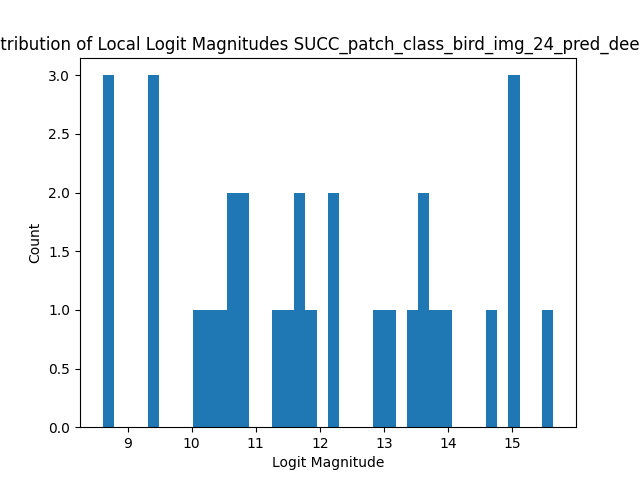 tribution of Local Logit Magnitudes SUCC_patch_class_bird_img_24_pred_dee
3.0
2.5
2.0
1.5
1.0
0.5
0.0
Count
9 10 11 12 13 14 15
Logit Magnitude